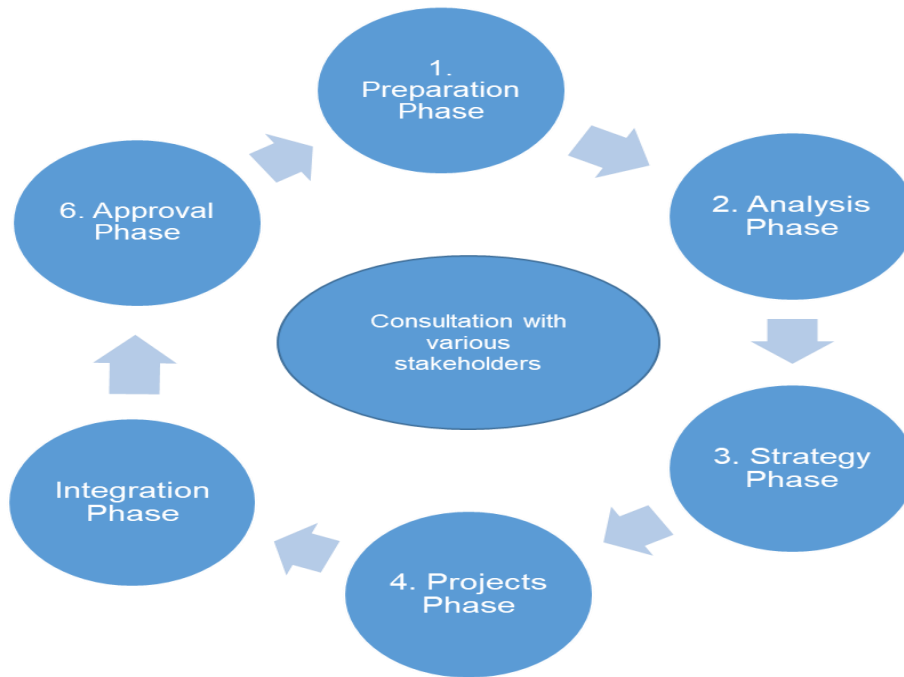 1.
Preparation
Phase
2. Analysis
Phase
3. Strategy
Phase
4. Projects
Phase
Integration
Phase
6. Approval
Phase
Consultation with
various
stakeholders